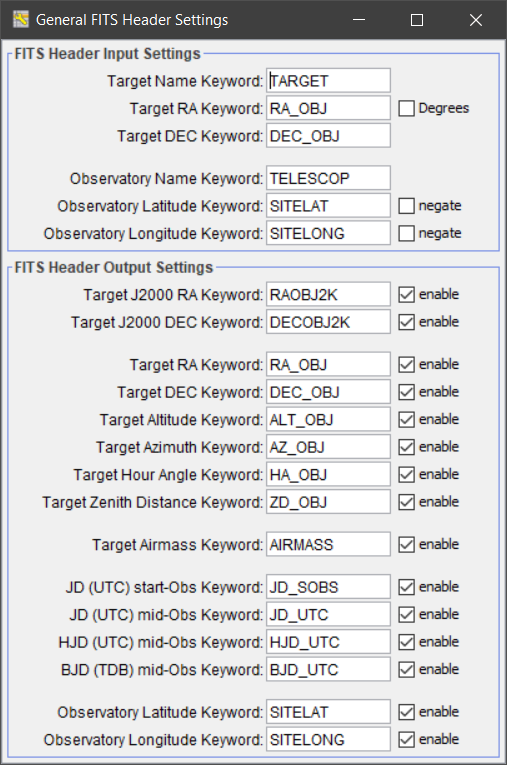 General FITS Header Settings
FITS Header Input Settings
Target Name Keyword: TARGET
Target RA Keyword: RA_OBJ Degrees
Target DEC Keyword: DEC_OBJ
Observatory Name Keyword: TELESCOP
Observatory Latitude Keyword: SITELAT negate
Observatory Longitude Keyword: SITELONG negate
FITS Header Output Settings
Target J2000 RA Keyword: RAOBJ2K enable
Target J2000 DEC Keyword: DECOBJ2K enable
Target RA Keyword: RA_OBJ enable
Target DEC Keyword: DEC_OBJ enable
Target Altitude Keyword: ALT_OBJ enable
Target Azimuth Keyword: AZ_OBJ enable
Target Hour Angle Keyword: HA_OBJ enable
Target Zenith Distance Keyword: ZD_OBJ enable
Target Airmass Keyword: AIRMASS enable
JD (UTC) start-Obs Keyword: JD_SOBS enable
JD (UTC) mid-Obs Keyword: JD_UTC enable
HJD (UTC) mid-Obs Keyword: HJD_UTC enable
BJD (TDB) mid-Obs Keyword: BJD_UTC enable
Observatory Latitude Keyword: SITELAT enable
Observatory Longitude Keyword: SITELONG enable